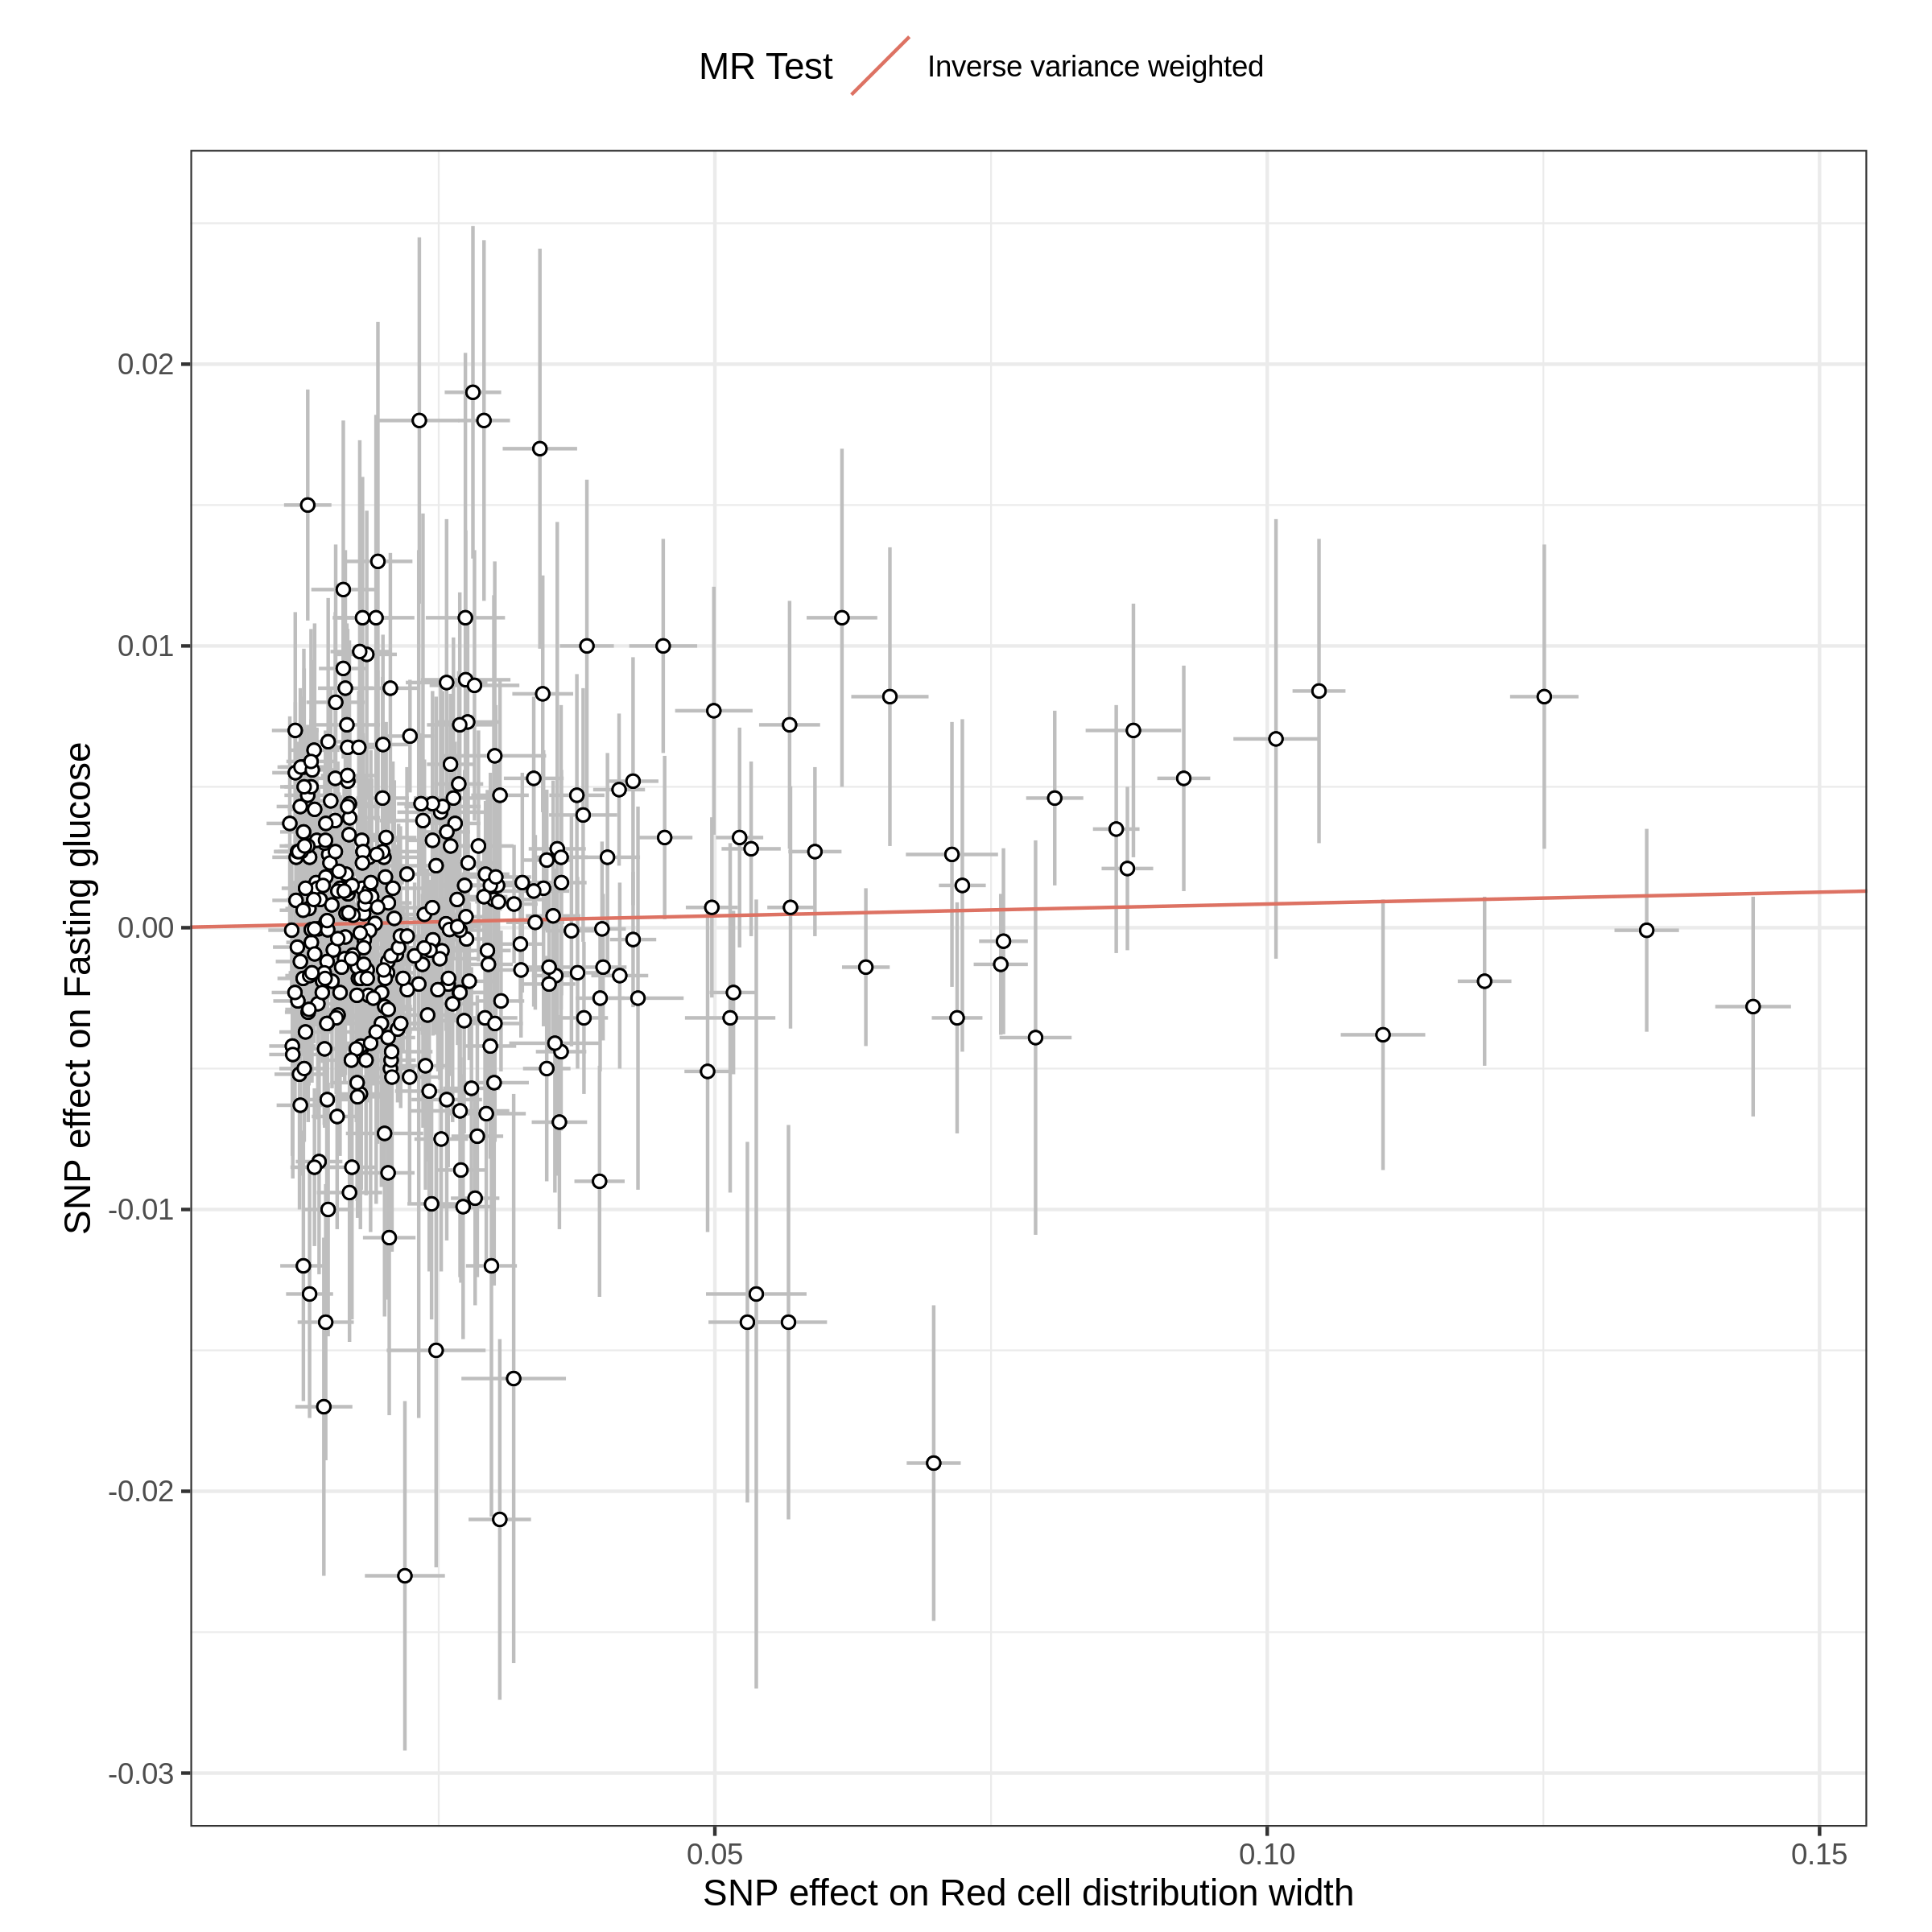 MR Test Inverse variance weighted
SNP effect on Fasting glucose
0.02
0.01
0.00
-0.01
-0.02
-0.03
0.05 0.10 0.15
SNP effect on Red cell distribution width